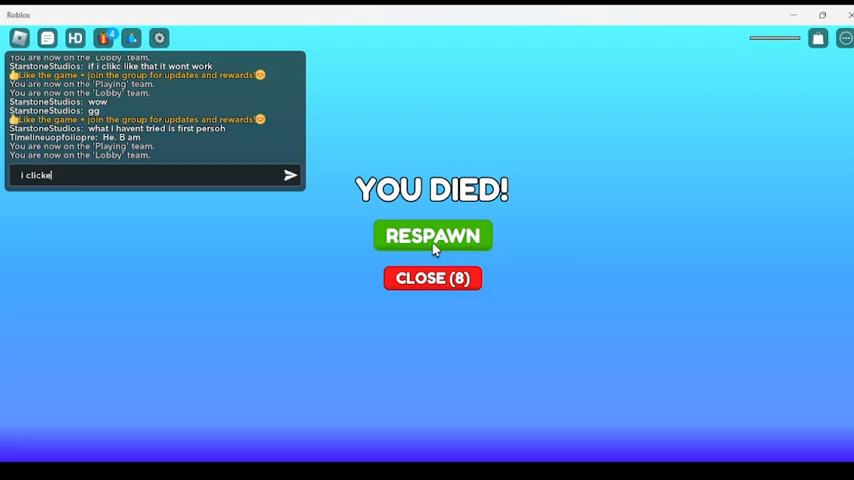 Roblox
HD
4
You are now on the 'Lobby' team.
StarstoneStudios: if i clikc like that it wont work
👍Like the game + join the group for updates and rewards!😊
You are now on the 'Playing' team.
You are now on the 'Lobby' team.
StarstoneStudios: wow
StarstoneStudios: gg
👍Like the game + join the group for updates and rewards!😊
StarstoneStudios: what i havent tried is first persoh
Timelineuopfoilopre: He. B am
You are now on the 'Playing' team.
You are now on the 'Lobby' team.
i clicke
YOU DIED!
RESPAWN
CLOSE (8)